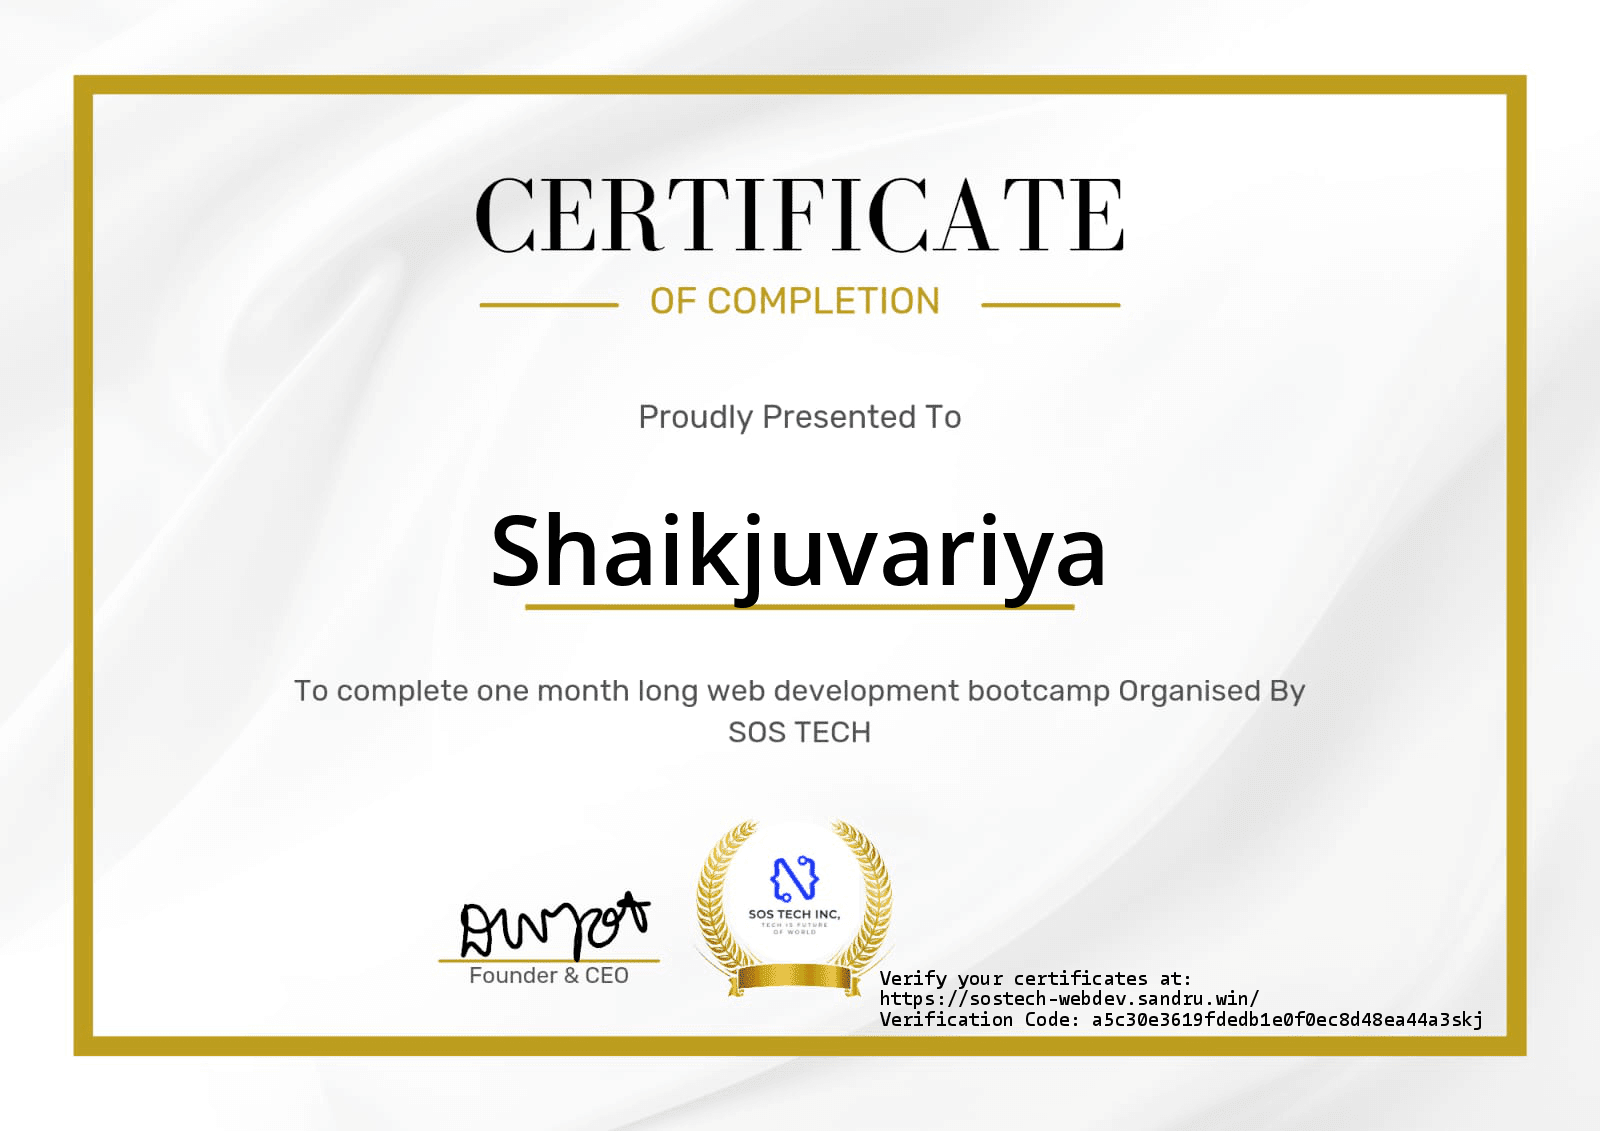 CERTIFICATE
OF COMPLETION
Proudly Presented To
Shaikjuvariya
To complete one month long web development bootcamp Organised By
SOS TECH
SOS TECH INC,
TECH IS FUTURE
OF WORLD
Founder & CEO
Verify your certificates at:
https://sostech-webdev.sandru.win/
Verification Code: a5c30e3619fdedb1e0f0ec8d48ea44a3skj